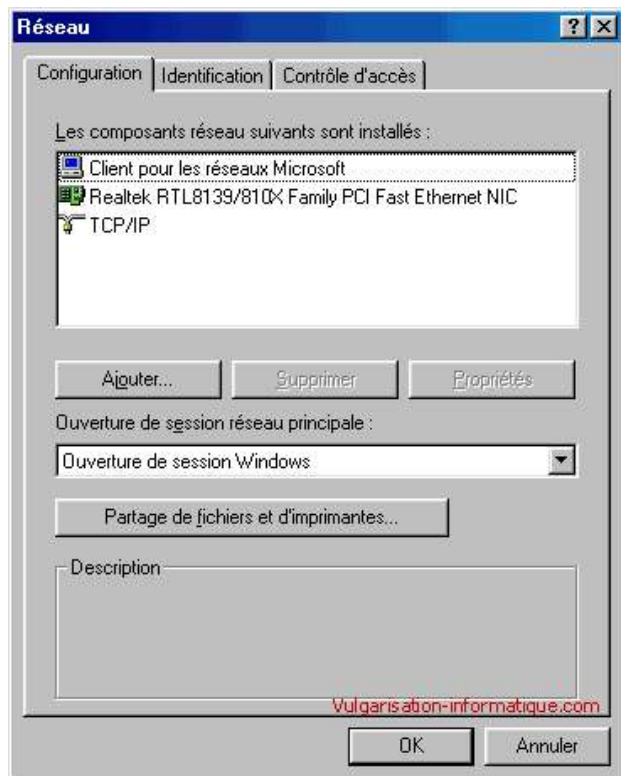 Réseau
Configuration
Identification
Contrôle d'accès
Les composants réseau suivants sont installés :
Client pour les réseaux Microsoft
Realtek RTL8139/810X Family PCI Fast Ethernet NIC
TCP/IP
Ajouter...
Supprimer
Propriétés
Ouverture de session réseau principale :
Ouverture de session Windows
Partage de fichiers et d'imprimantes...
Description
Vulgarisation-informatique.com
OK
Annuler